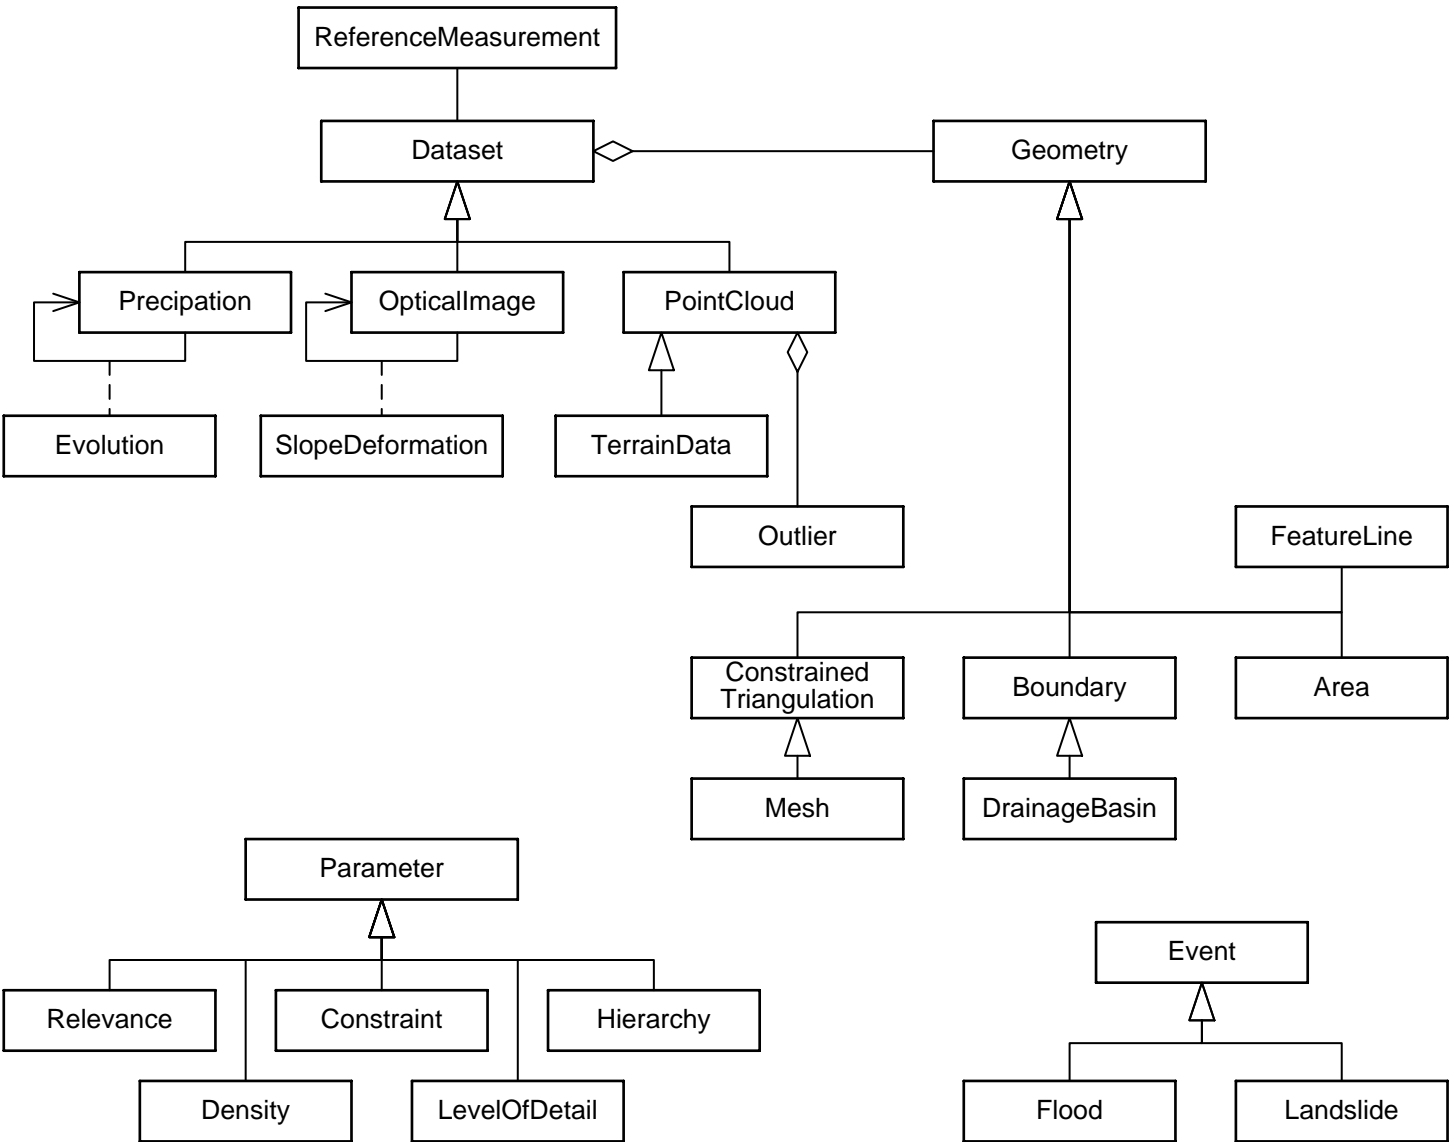 ReferenceMeasurement
Dataset
Geometry
Precipation
OpticalImage
PointCloud
Evolution
SlopeDeformation
TerrainData
Outlier
FeatureLine
Constrained
Triangulation
Boundary
Area
Mesh
DrainageBasin
Parameter
Event
Relevance
Constraint
Hierarchy
Density
LevelOfDetail
Flood
Landslide